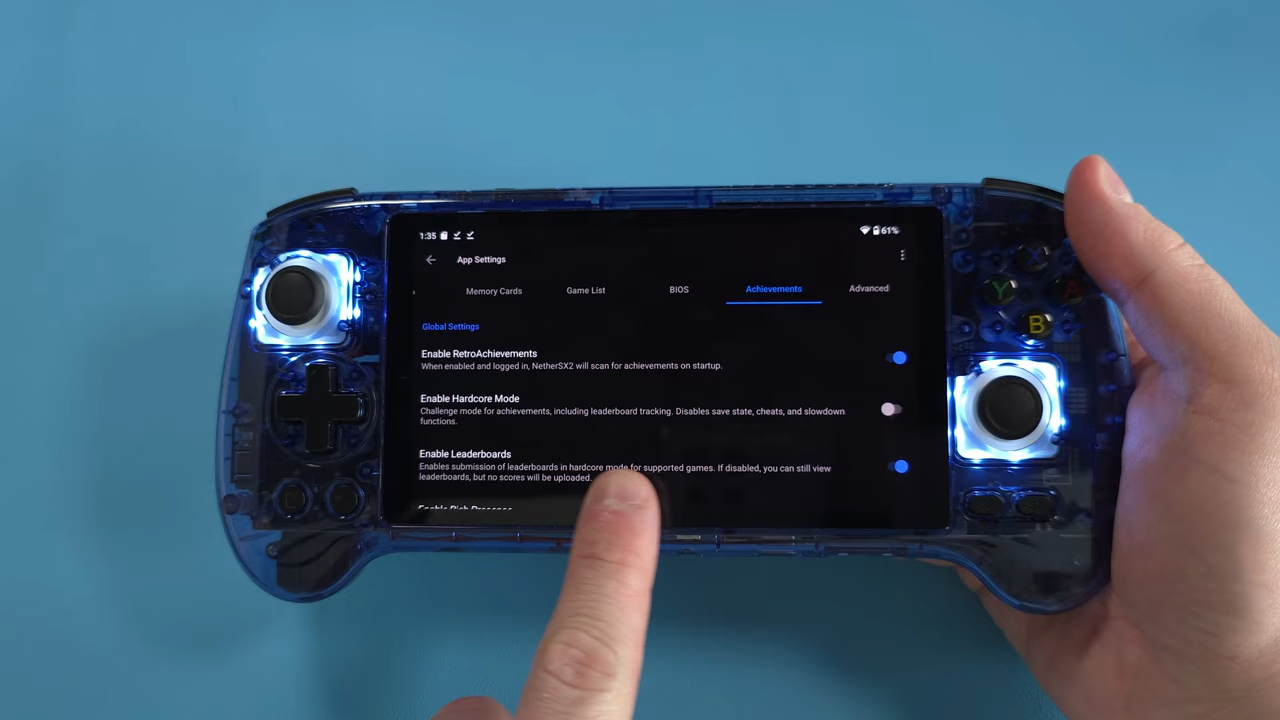 1:35
61%
App Settings
Memory Cards
Game List
BIOS
Achievements
Advanced
Global Settings
Enable RetroAchievements
When enabled and logged in, NetherSX2 will scan for achievements on startup.
Enable Hardcore Mode
Challenge mode for achievements, including leaderboard tracking. Disables save state, cheats, and slowdown
functions.
Enable Leaderboards
Enables submission of leaderboards in hardcore mode for supported games. If disabled, you can still view
leaderboards, but no scores will be uploaded.
Enable Rich Presence
X
Y
A
B